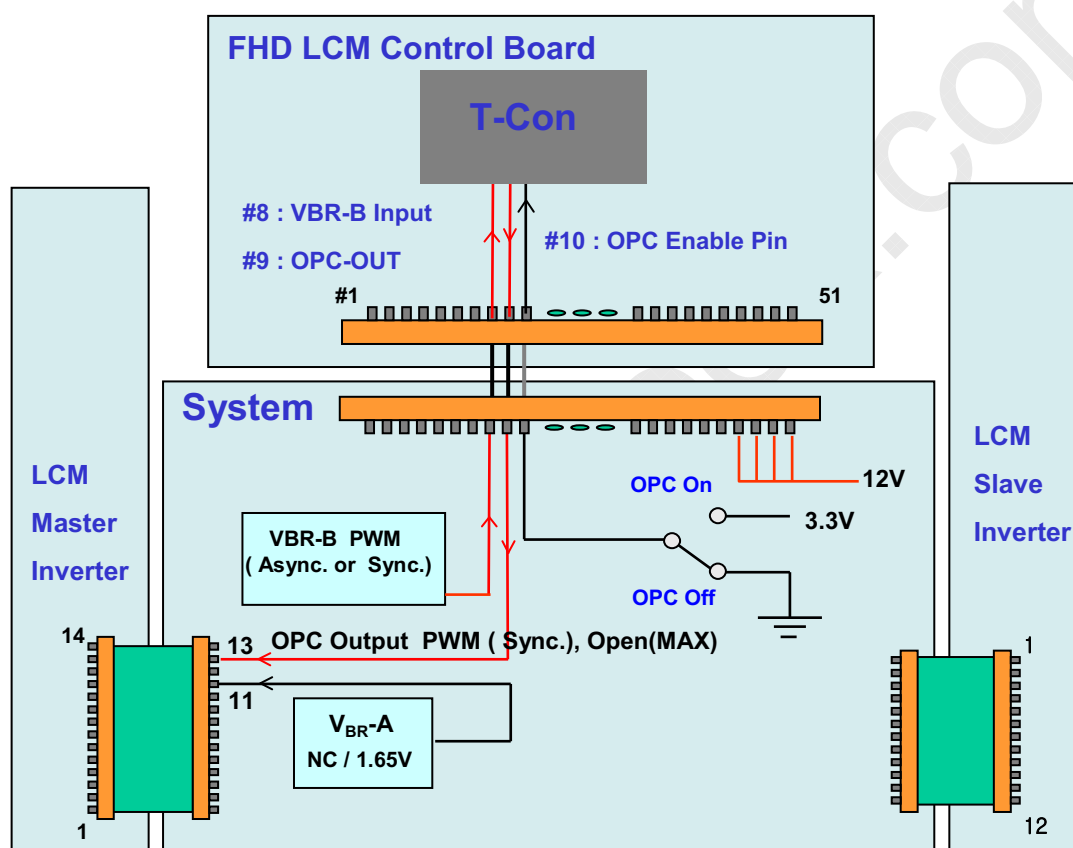 FHD LCM Control Board
T-Con
#8 : VBR-B Input
#9 : OPC-OUT
#10 : OPC Enable Pin
#1
51
System
LCM
Master
Inverter
LCM
Slave
Inverter
12V
OPC On
3.3V
VBR-B PWM
( Async. or Sync.)
OPC Off
14
13
OPC Output PWM ( Sync.), Open(MAX)
11
VBR-A
NC / 1.65V
1
1
12